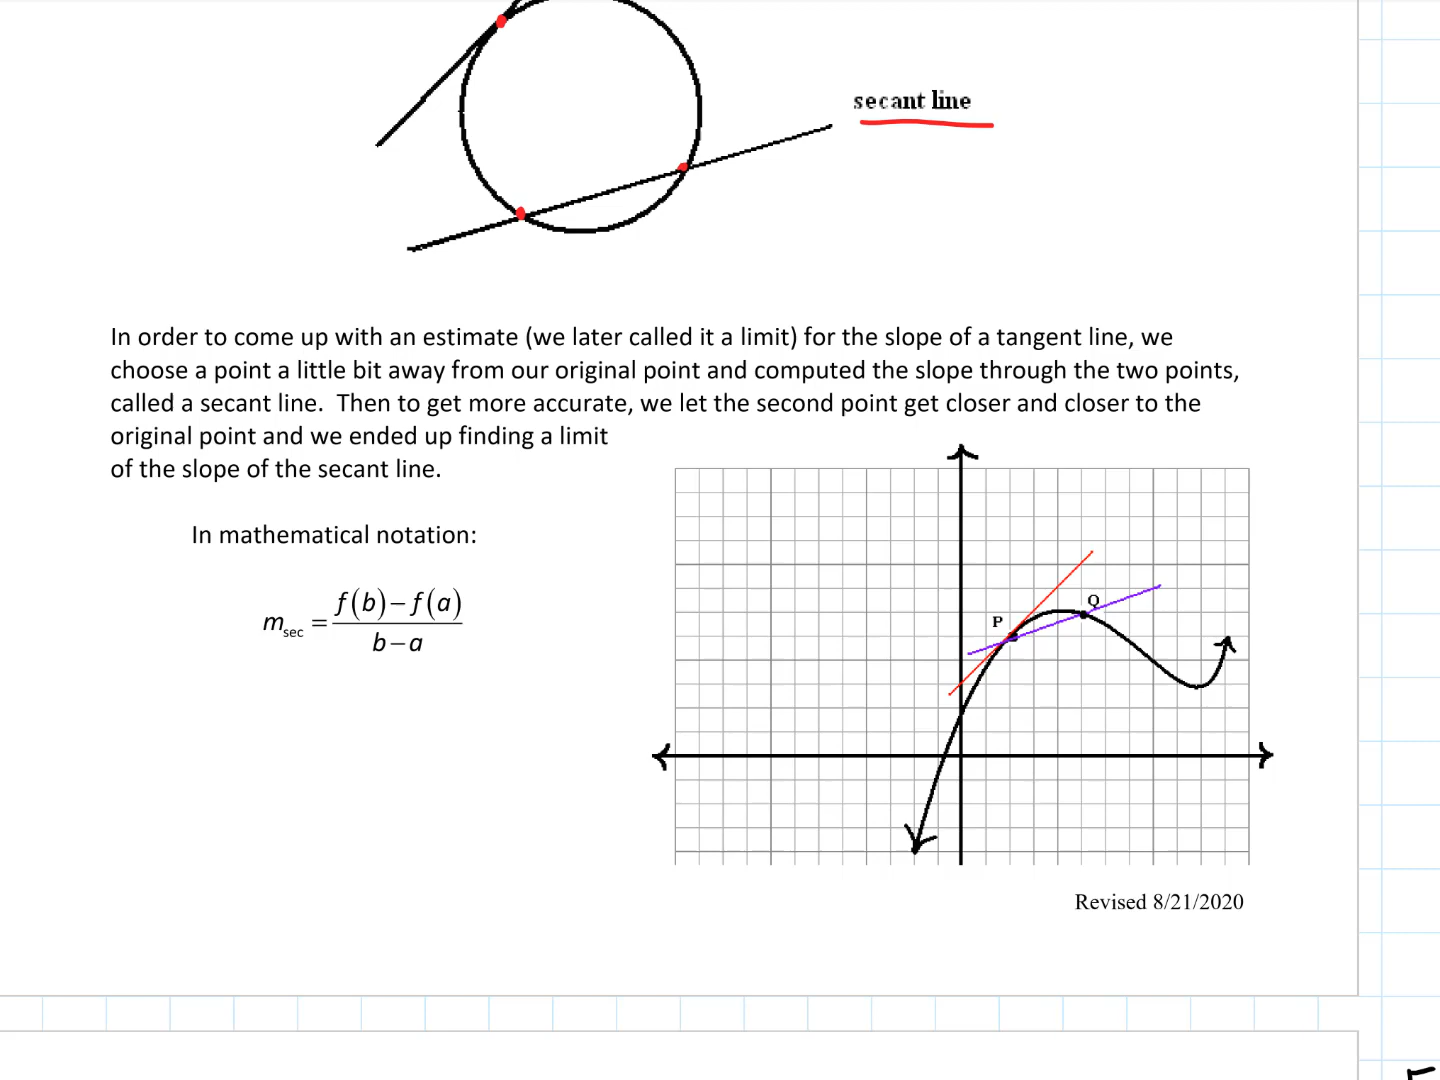 secant line
In order to come up with an estimate (we later called it a limit) for the slope of a tangent line, we
choose a point a little bit away from our original point and computed the slope through the two points,
called a secant line.  Then to get more accurate, we let the second point get closer and closer to the
original point and we ended up finding a limit
of the slope of the secant line.
In mathematical notation:
m_sec = (f(b) − f(a)) / (b − a)
P
Q
Revised 8/21/2020